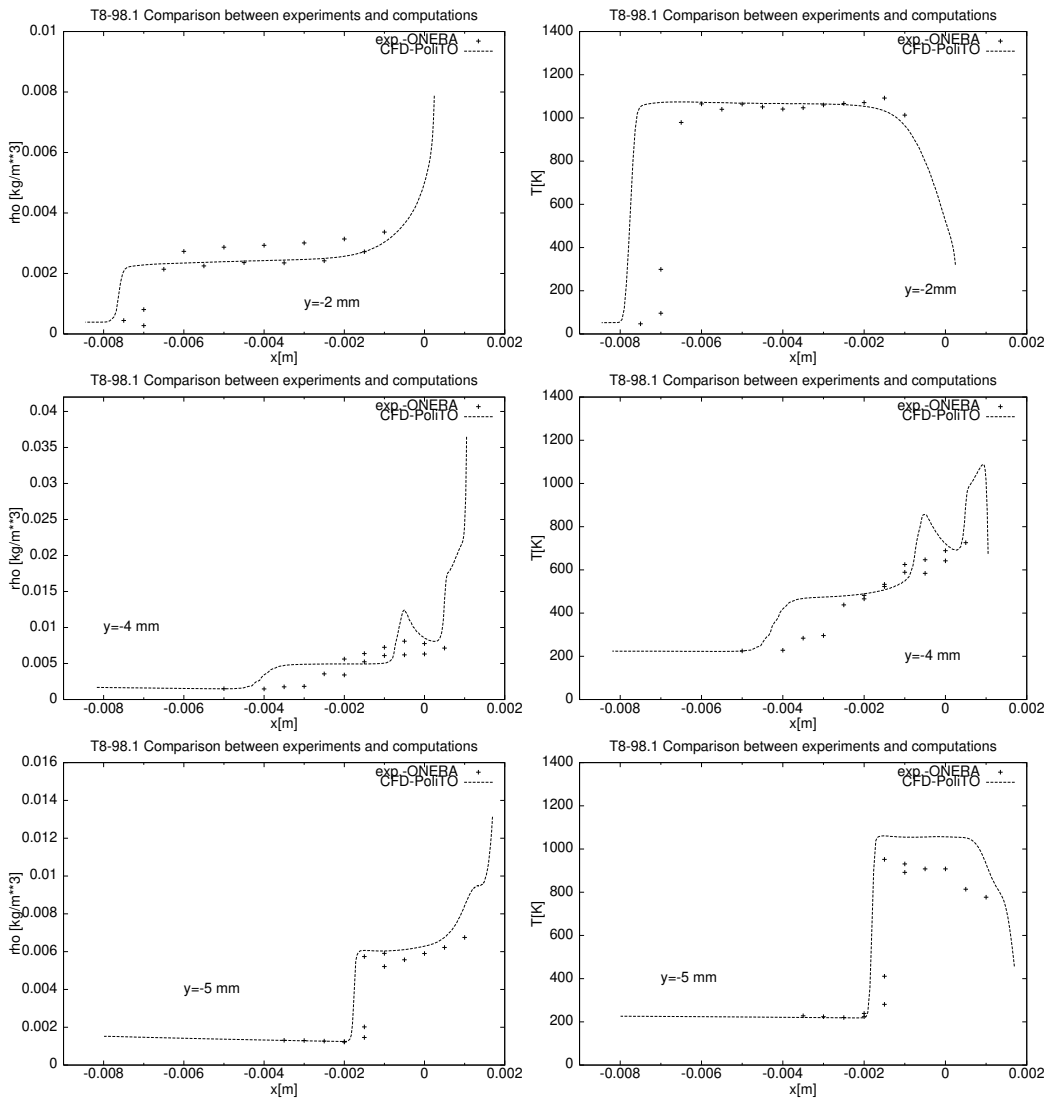 T8-98.1 Comparison between experiments and computations
0.01
0.008
0.006
0.004
0.002
0
rho [kg/m**3]
-0.008 -0.006 -0.004 -0.002 0 0.002
x[m]
exp.-ONERA
CFD-PoliTO
y=-2 mm
T8-98.1 Comparison between experiments and computations
1400
1200
1000
800
600
400
200
0
T[K]
-0.008 -0.006 -0.004 -0.002 0 0.002
x[m]
exp.-ONERA
CFD-PoliTO
y=-2mm
T8-98.1 Comparison between experiments and computations
0.04
0.035
0.03
0.025
0.02
0.015
0.01
0.005
0
rho [kg/m**3]
-0.008 -0.006 -0.004 -0.002 0 0.002
x[m]
exp.-ONERA
CFD-PoliTO
y=-4 mm
T8-98.1 Comparison between experiments and computations
1400
1200
1000
800
600
400
200
0
T[K]
-0.008 -0.006 -0.004 -0.002 0 0.002
x[m]
exp.-ONERA
CFD-PoliTO
y=-4 mm
T8-98.1 Comparison between experiments and computations
0.016
0.014
0.012
0.01
0.008
0.006
0.004
0.002
0
rho [kg/m**3]
-0.008 -0.006 -0.004 -0.002 0 0.002
x[m]
exp.-ONERA
CFD-PoliTO
y=-5 mm
T8-98.1 Comparison between experiments and computations
1400
1200
1000
800
600
400
200
0
T[K]
-0.008 -0.006 -0.004 -0.002 0 0.002
x[m]
exp.-ONERA
CFD-PoliTO
y=-5 mm